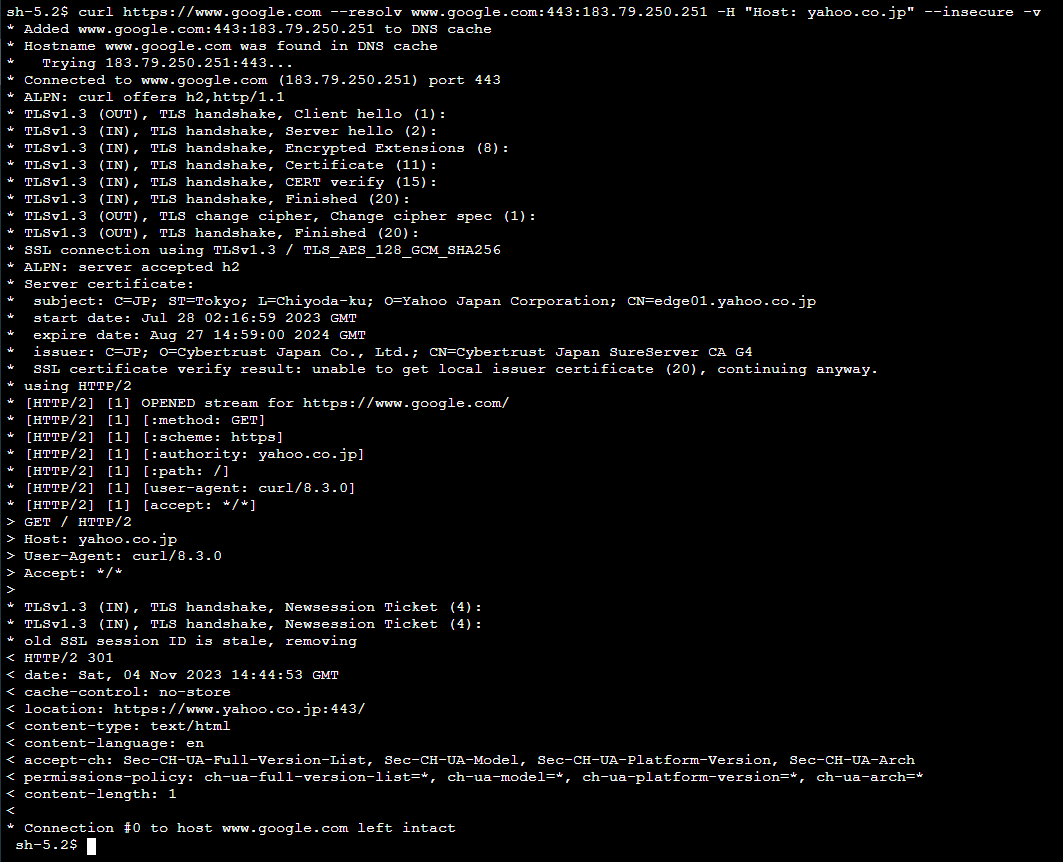 sh-5.2$ curl https://www.google.com --resolv www.google.com:443:183.79.250.251 -H "Host: yahoo.co.jp" --insecure -v
* Added www.google.com:443:183.79.250.251 to DNS cache
* Hostname www.google.com was found in DNS cache
*   Trying 183.79.250.251:443...
* Connected to www.google.com (183.79.250.251) port 443
* ALPN: curl offers h2,http/1.1
* TLSv1.3 (OUT), TLS handshake, Client hello (1):
* TLSv1.3 (IN), TLS handshake, Server hello (2):
* TLSv1.3 (IN), TLS handshake, Encrypted Extensions (8):
* TLSv1.3 (IN), TLS handshake, Certificate (11):
* TLSv1.3 (IN), TLS handshake, CERT verify (15):
* TLSv1.3 (IN), TLS handshake, Finished (20):
* TLSv1.3 (OUT), TLS change cipher, Change cipher spec (1):
* TLSv1.3 (OUT), TLS handshake, Finished (20):
* SSL connection using TLSv1.3 / TLS_AES_128_GCM_SHA256
* ALPN: server accepted h2
* Server certificate:
*  subject: C=JP; ST=Tokyo; L=Chiyoda-ku; O=Yahoo Japan Corporation; CN=edge01.yahoo.co.jp
*  start date: Jul 28 02:16:59 2023 GMT
*  expire date: Aug 27 14:59:00 2024 GMT
*  issuer: C=JP; O=Cybertrust Japan Co., Ltd.; CN=Cybertrust Japan SureServer CA G4
*  SSL certificate verify result: unable to get local issuer certificate (20), continuing anyway.
* using HTTP/2
* [HTTP/2] [1] OPENED stream for https://www.google.com/
* [HTTP/2] [1] [:method: GET]
* [HTTP/2] [1] [:scheme: https]
* [HTTP/2] [1] [:authority: yahoo.co.jp]
* [HTTP/2] [1] [:path: /]
* [HTTP/2] [1] [user-agent: curl/8.3.0]
* [HTTP/2] [1] [accept: */*]
> GET / HTTP/2
> Host: yahoo.co.jp
> User-Agent: curl/8.3.0
> Accept: */*
>
* TLSv1.3 (IN), TLS handshake, Newsession Ticket (4):
* TLSv1.3 (IN), TLS handshake, Newsession Ticket (4):
* old SSL session ID is stale, removing
< HTTP/2 301
< date: Sat, 04 Nov 2023 14:44:53 GMT
< cache-control: no-store
< location: https://www.yahoo.co.jp:443/
< content-type: text/html
< content-language: en
< accept-ch: Sec-CH-UA-Full-Version-List, Sec-CH-UA-Model, Sec-CH-UA-Platform-Version, Sec-CH-UA-Arch
< permissions-policy: ch-ua-full-version-list=*, ch-ua-model=*, ch-ua-platform-version=*, ch-ua-arch=*
< content-length: 1
<
* Connection #0 to host www.google.com left intact
 sh-5.2$